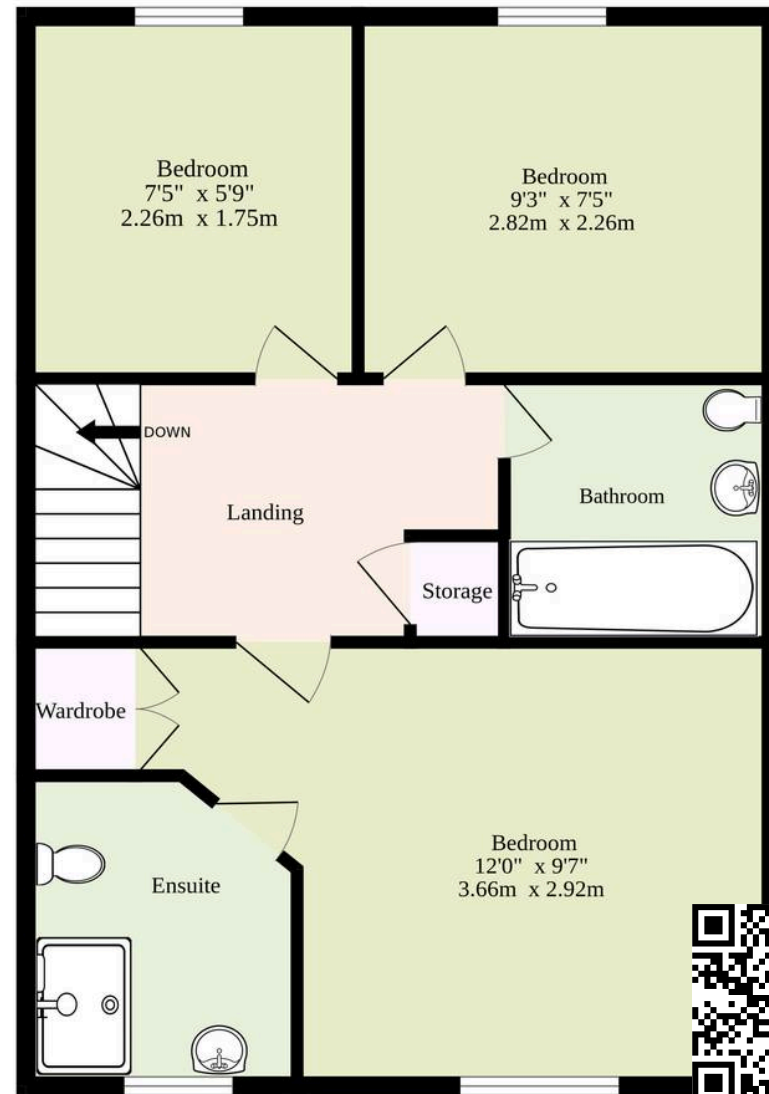 Bedroom
7'5" x 5'9"
2.26m x 1.75m
Bedroom
9'3" x 7'5"
2.82m x 2.26m
DOWN
Landing
Bathroom
Storage
Wardrobe
Ensuite
Bedroom
12'0" x 9'7"
3.66m x 2.92m